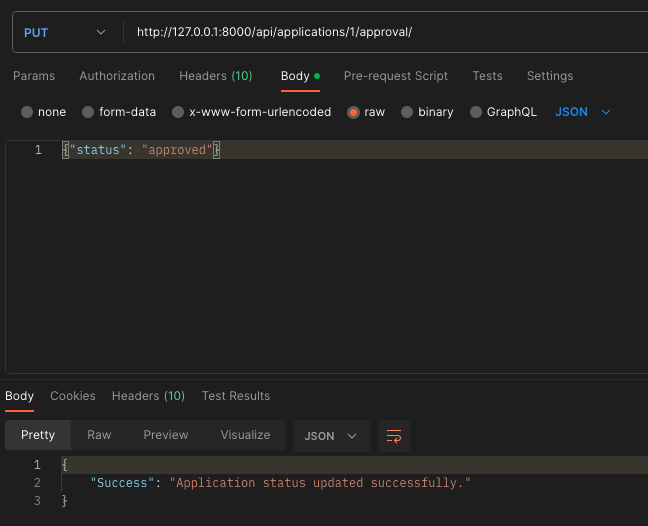 PUT http://127.0.0.1:8000/api/applications/1/approval/
Params Authorization Headers (10) Body Pre-request Script Tests Settings
none form-data x-www-form-urlencoded raw binary GraphQL JSON
1 {"status": "approved"}
Body Cookies Headers (10) Test Results
Pretty Raw Preview Visualize JSON
1 {
2 "Success": "Application status updated successfully."
3 }